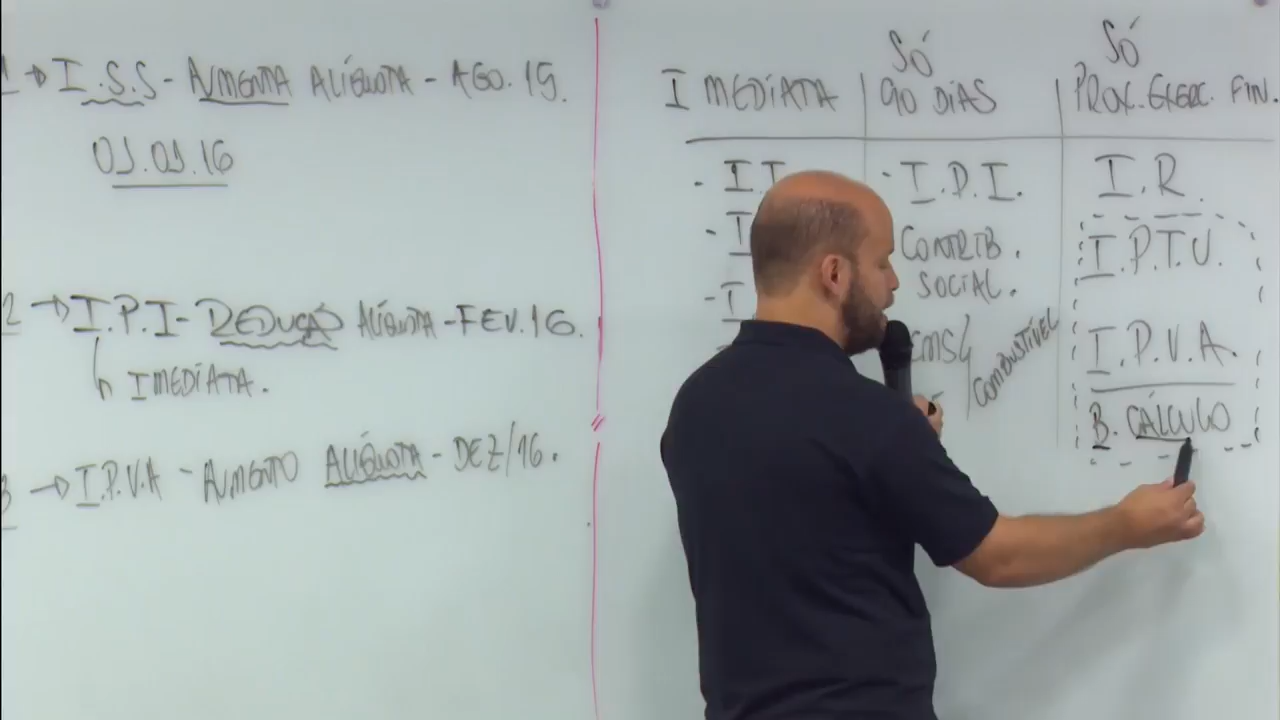 1 → I.S.S - AUMENTA ALÍQUOTA - AGO.15.
01.01.16
2 → I.P.I - REDUÇÃO ALÍQUOTA - FEV.16.
IMEDIATA.
3 → I.P.V.A - AUMENTO ALÍQUOTA - DEZ/16.
IMEDIATA
- I.I.
SÓ
90 DIAS
- I.P.I.
CONTRIB.
SOCIAL.
COMBUSTÍVEL
SÓ
PROX. EXERC. FIN.
I.R.
I.P.T.U.
I.P.V.A.
B. CÁLCULO